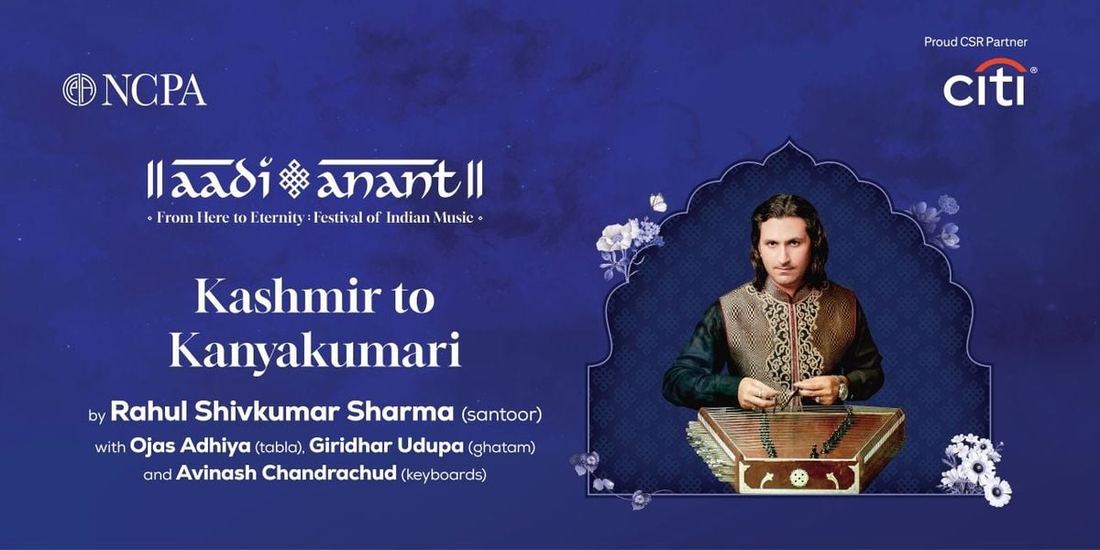 Proud CSR Partner
citi®
NCPA
॥ aadi anant ॥
From Here to Eternity : Festival of Indian Music
Kashmir to
Kanyakumari
by Rahul Shivkumar Sharma (santoor)
with Ojas Adhiya (tabla), Giridhar Udupa (ghatam)
and Avinash Chandrachud (keyboards)